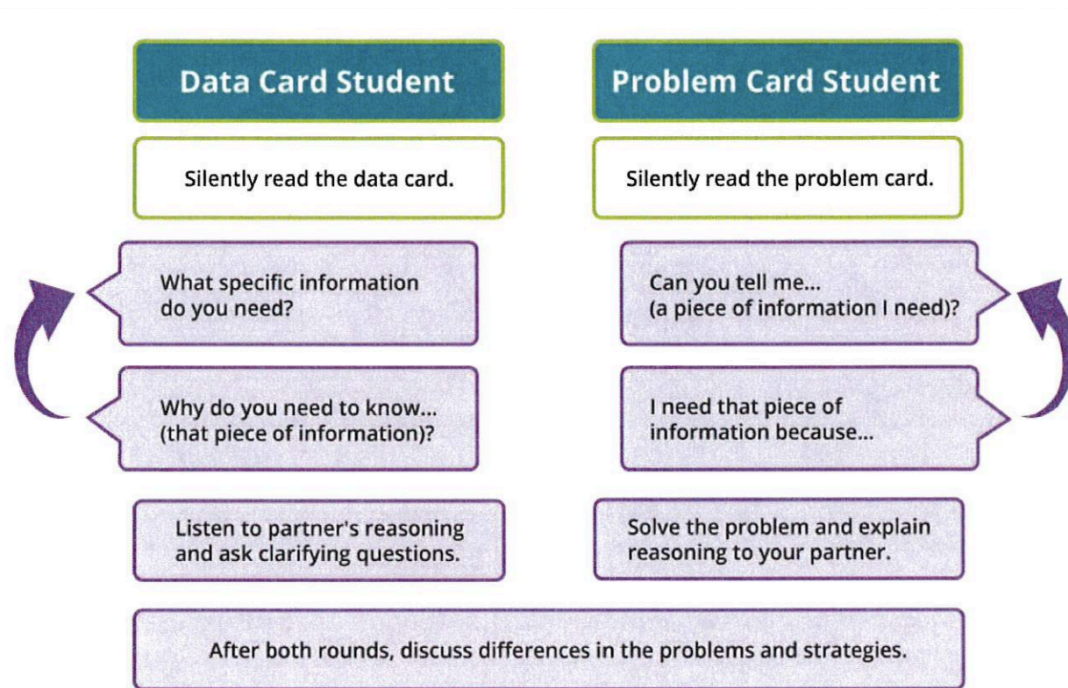 Data Card Student
Problem Card Student
Silently read the data card.
Silently read the problem card.
What specific information
do you need?
Can you tell me...
(a piece of information I need)?
Why do you need to know...
(that piece of information)?
I need that piece of
information because...
Listen to partner's reasoning
and ask clarifying questions.
Solve the problem and explain
reasoning to your partner.
After both rounds, discuss differences in the problems and strategies.